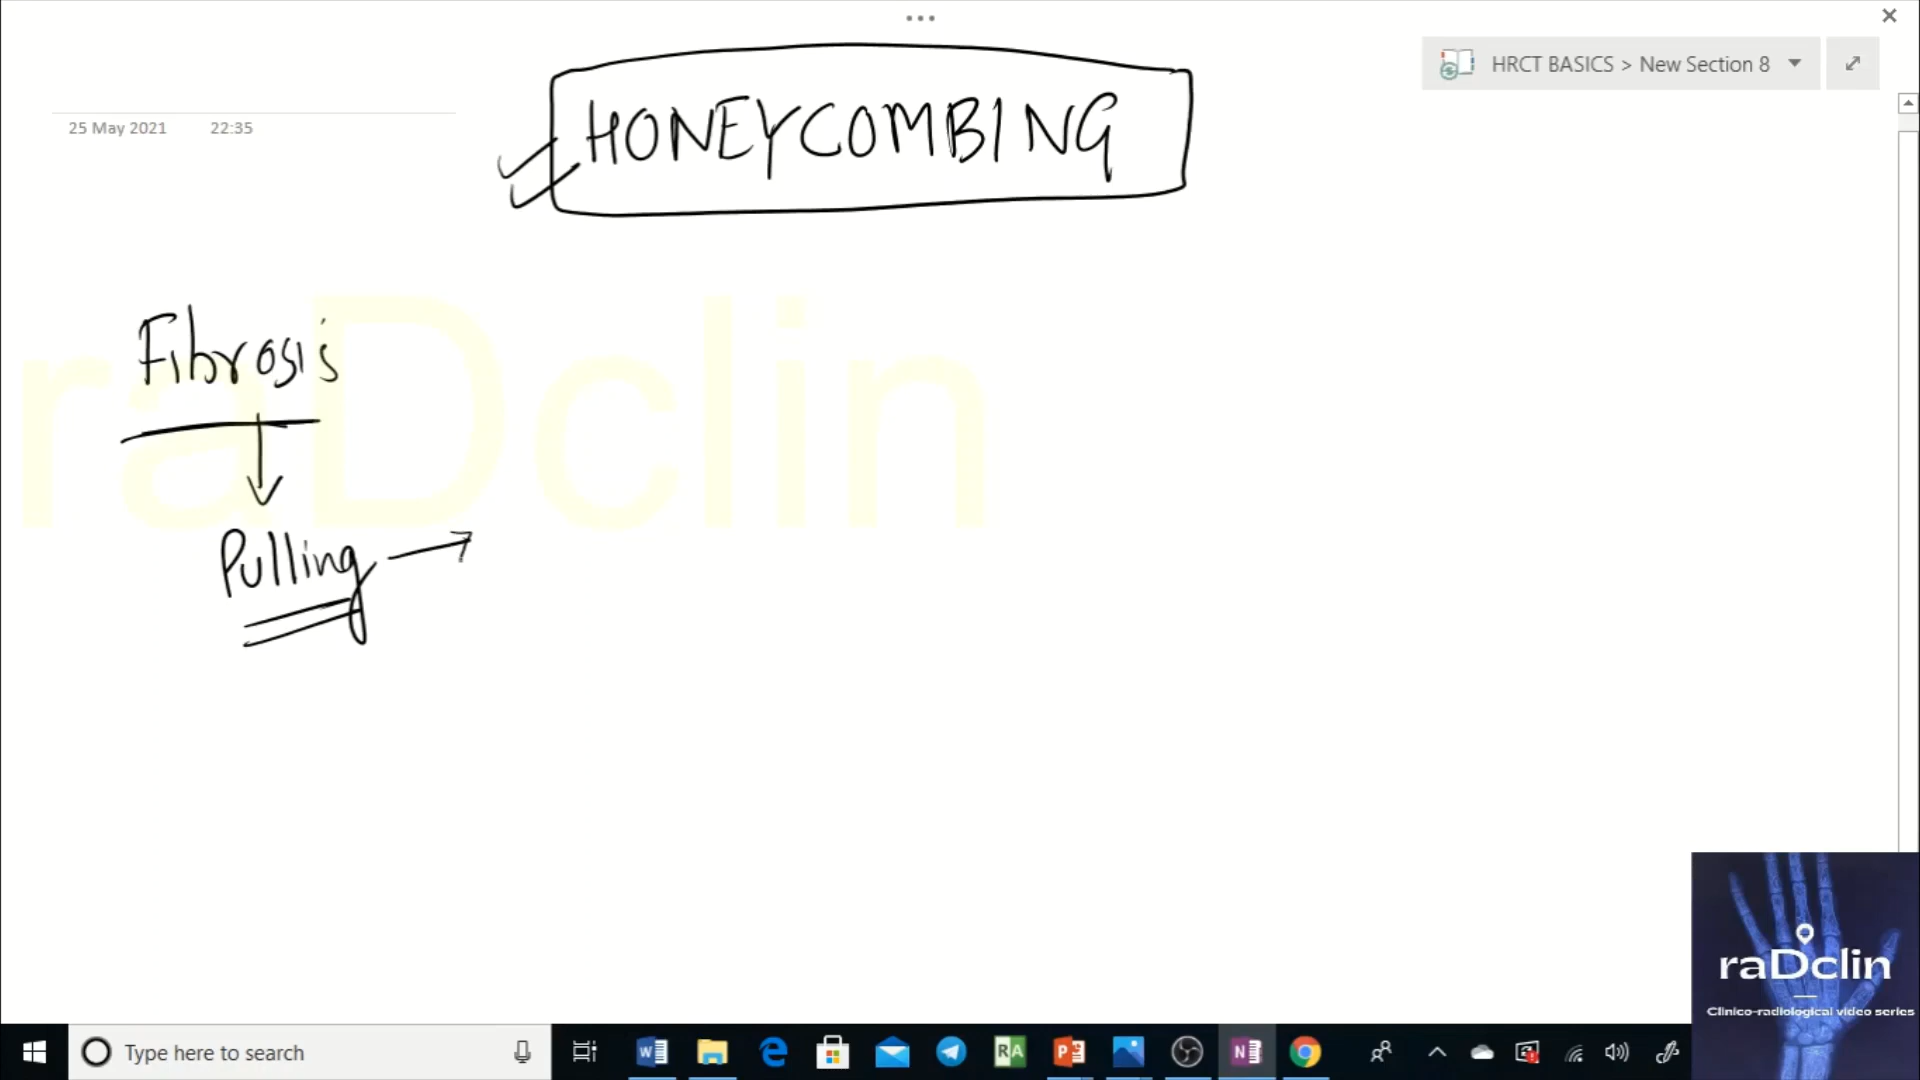 HRCT BASICS > New Section 8
25 May 2021 22:35
HONEYCOMBING
Fibrosis
Pulling
raDclin
raDclin
Clinico-radiological video series
Type here to search